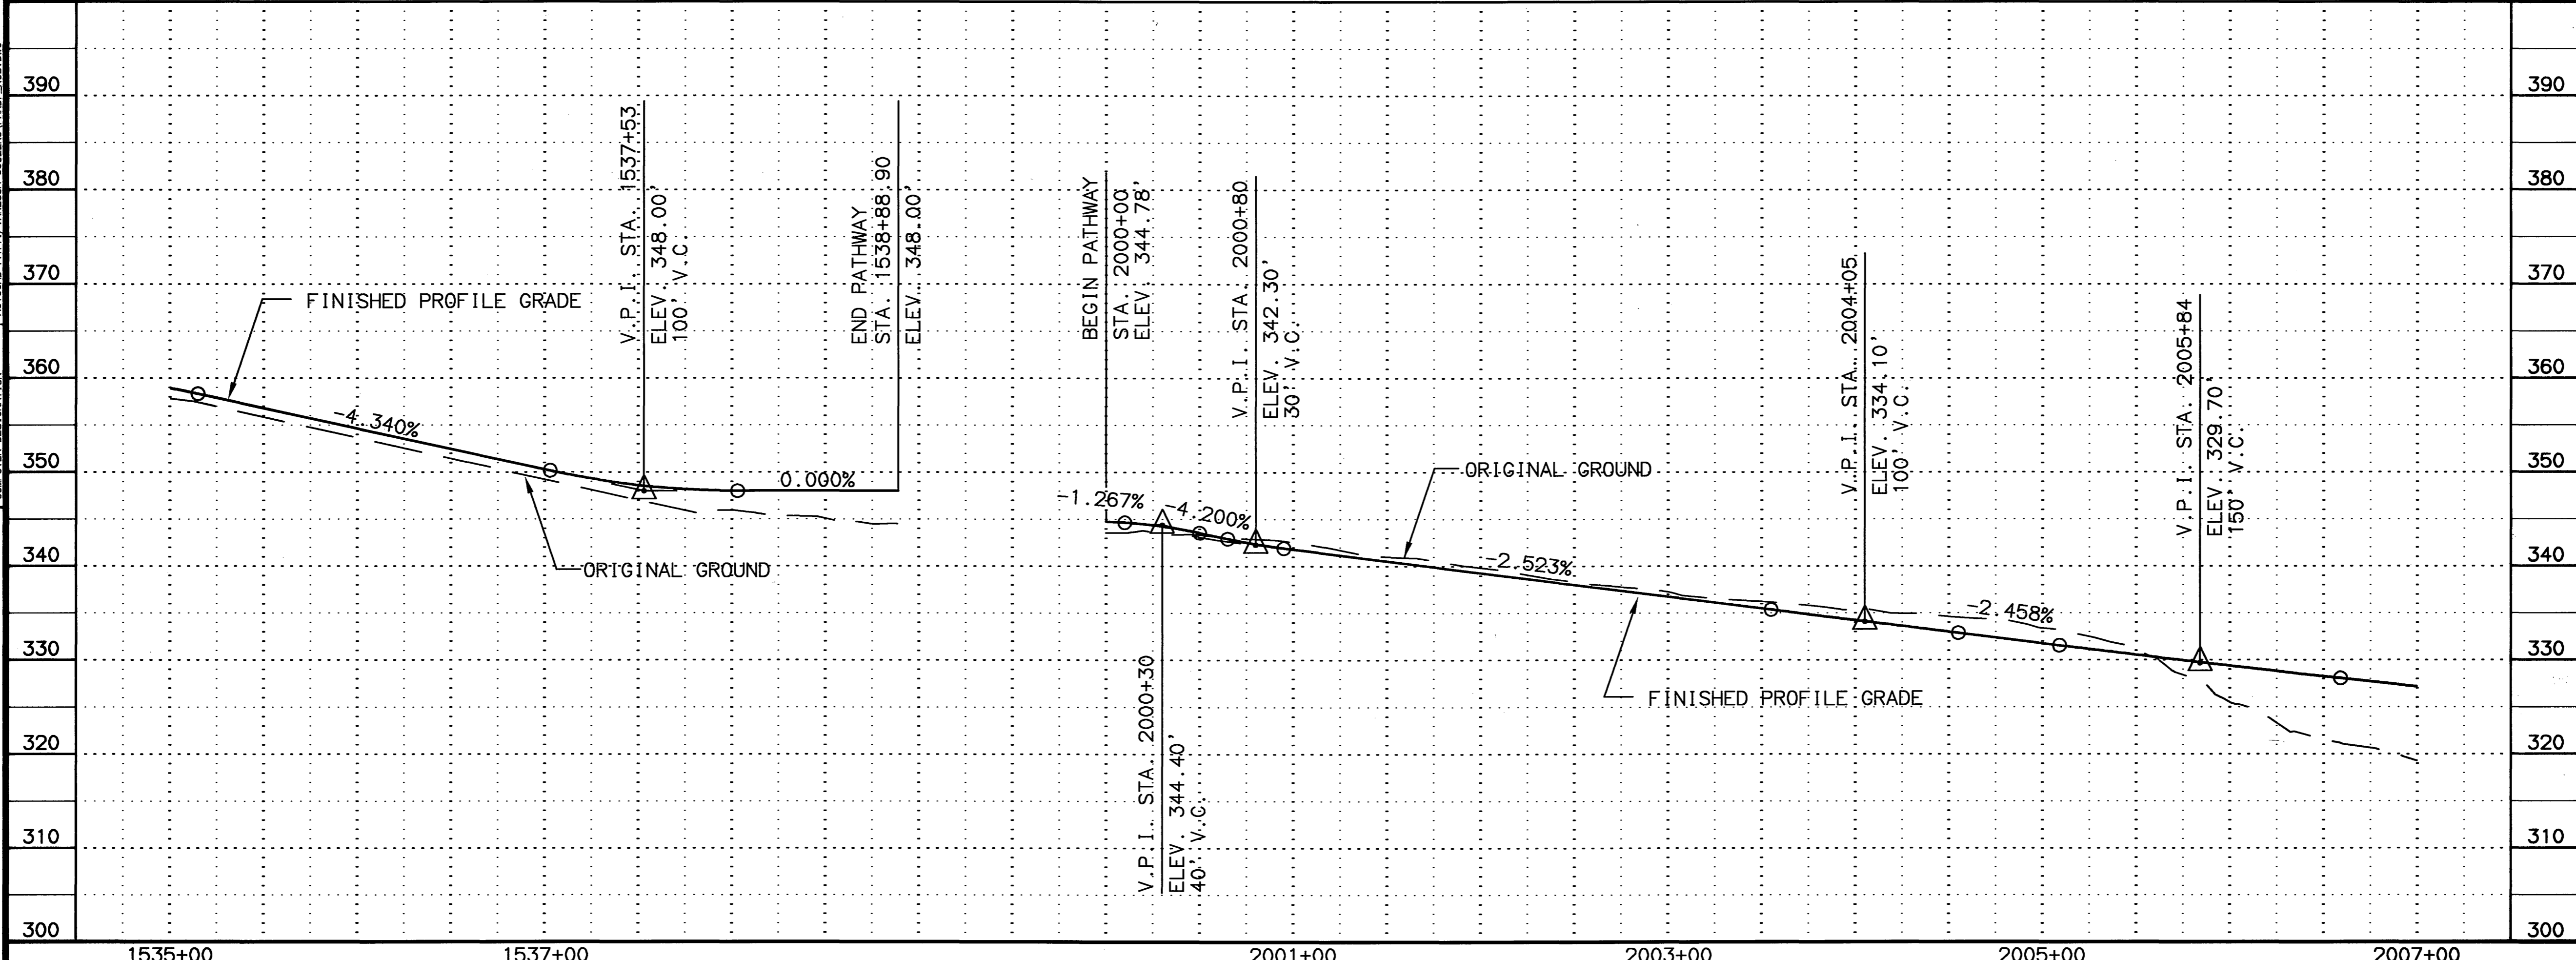 390
380
370
360
350
340
330
320
310
300
FINISHED PROFILE GRADE
-4.340%
V.P.I. STA. 1537+53
ELEV. 348.00'
100' V.C.
ORIGINAL GROUND
0.000%
END PATHWAY
STA. 1538+88.90
ELEV. 348.00'
BEGIN PATHWAY
STA. 2000+00
ELEV. 344.78'
-1.267%
V.P.I. STA. 2000+30
ELEV. 344.40'
40' V.C.
-4.200%
V.P.I. STA. 2000+80
ELEV. 342.30'
30' V.C.
ORIGINAL GROUND
-2.523%
FINISHED PROFILE GRADE
V.P.I. STA. 2004+05
ELEV. 334.10'
100' V.C.
-2.458%
V.P.I. STA. 2005+84
ELEV. 329.70'
150' V.C.
390
380
370
360
350
340
330
320
310
300
1535+00
1537+00
2001+00
2003+00
2005+00
2007+00